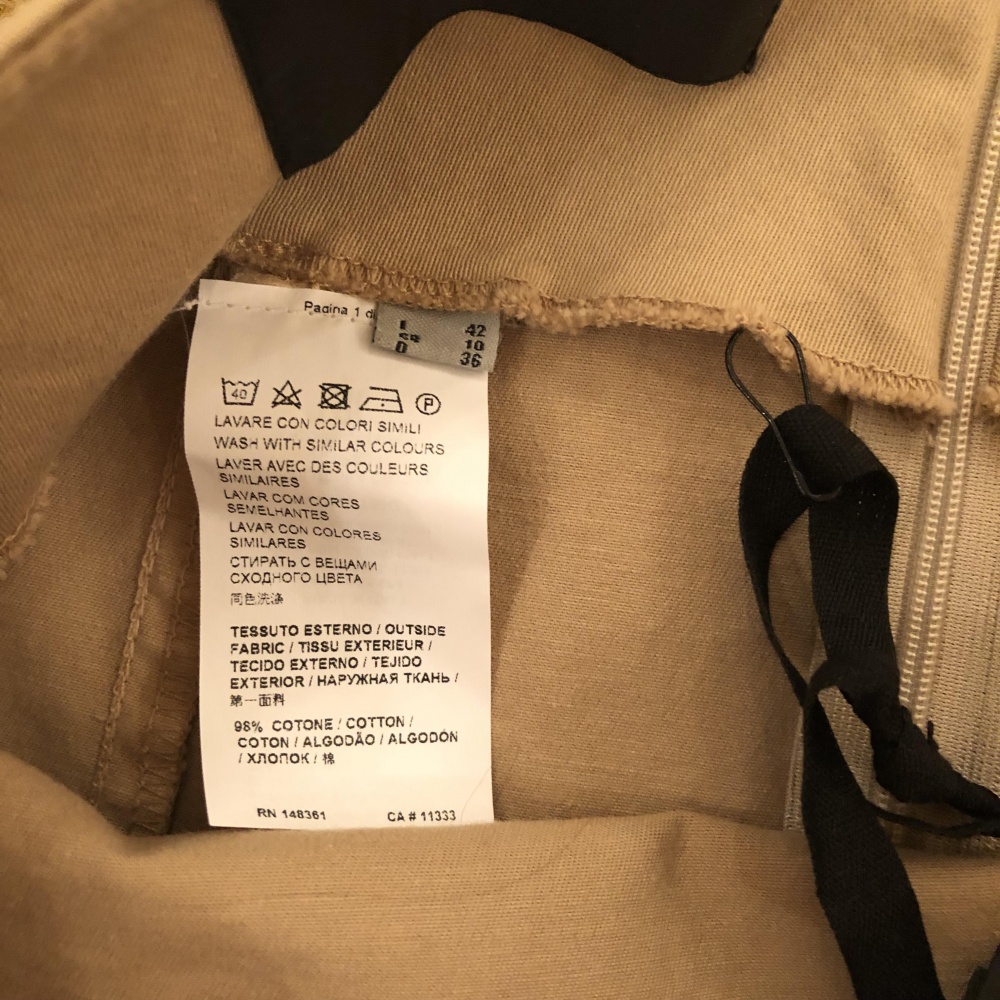 Pagina 1 di
I 42
GB 10
D 36
40
P
LAVARE CON COLORI SIMILI
WASH WITH SIMILAR COLOURS
LAVER AVEC DES COULEURS
SIMILAIRES
LAVAR COM CORES
SEMELHANTES
LAVAR CON COLORES
SIMILARES
СТИРАТЬ С ВЕЩАМИ
СХОДНОГО ЦВЕТА
同色洗涤
TESSUTO ESTERNO / OUTSIDE
FABRIC / TISSU EXTERIEUR /
TECIDO EXTERNO / TEJIDO
EXTERIOR / НАРУЖНАЯ ТКАНЬ /
第一面料
98% COTONE / COTTON /
COTON / ALGODÃO / ALGODÓN
/ ХЛОПОК / 棉
RN 148361 CA # 11333